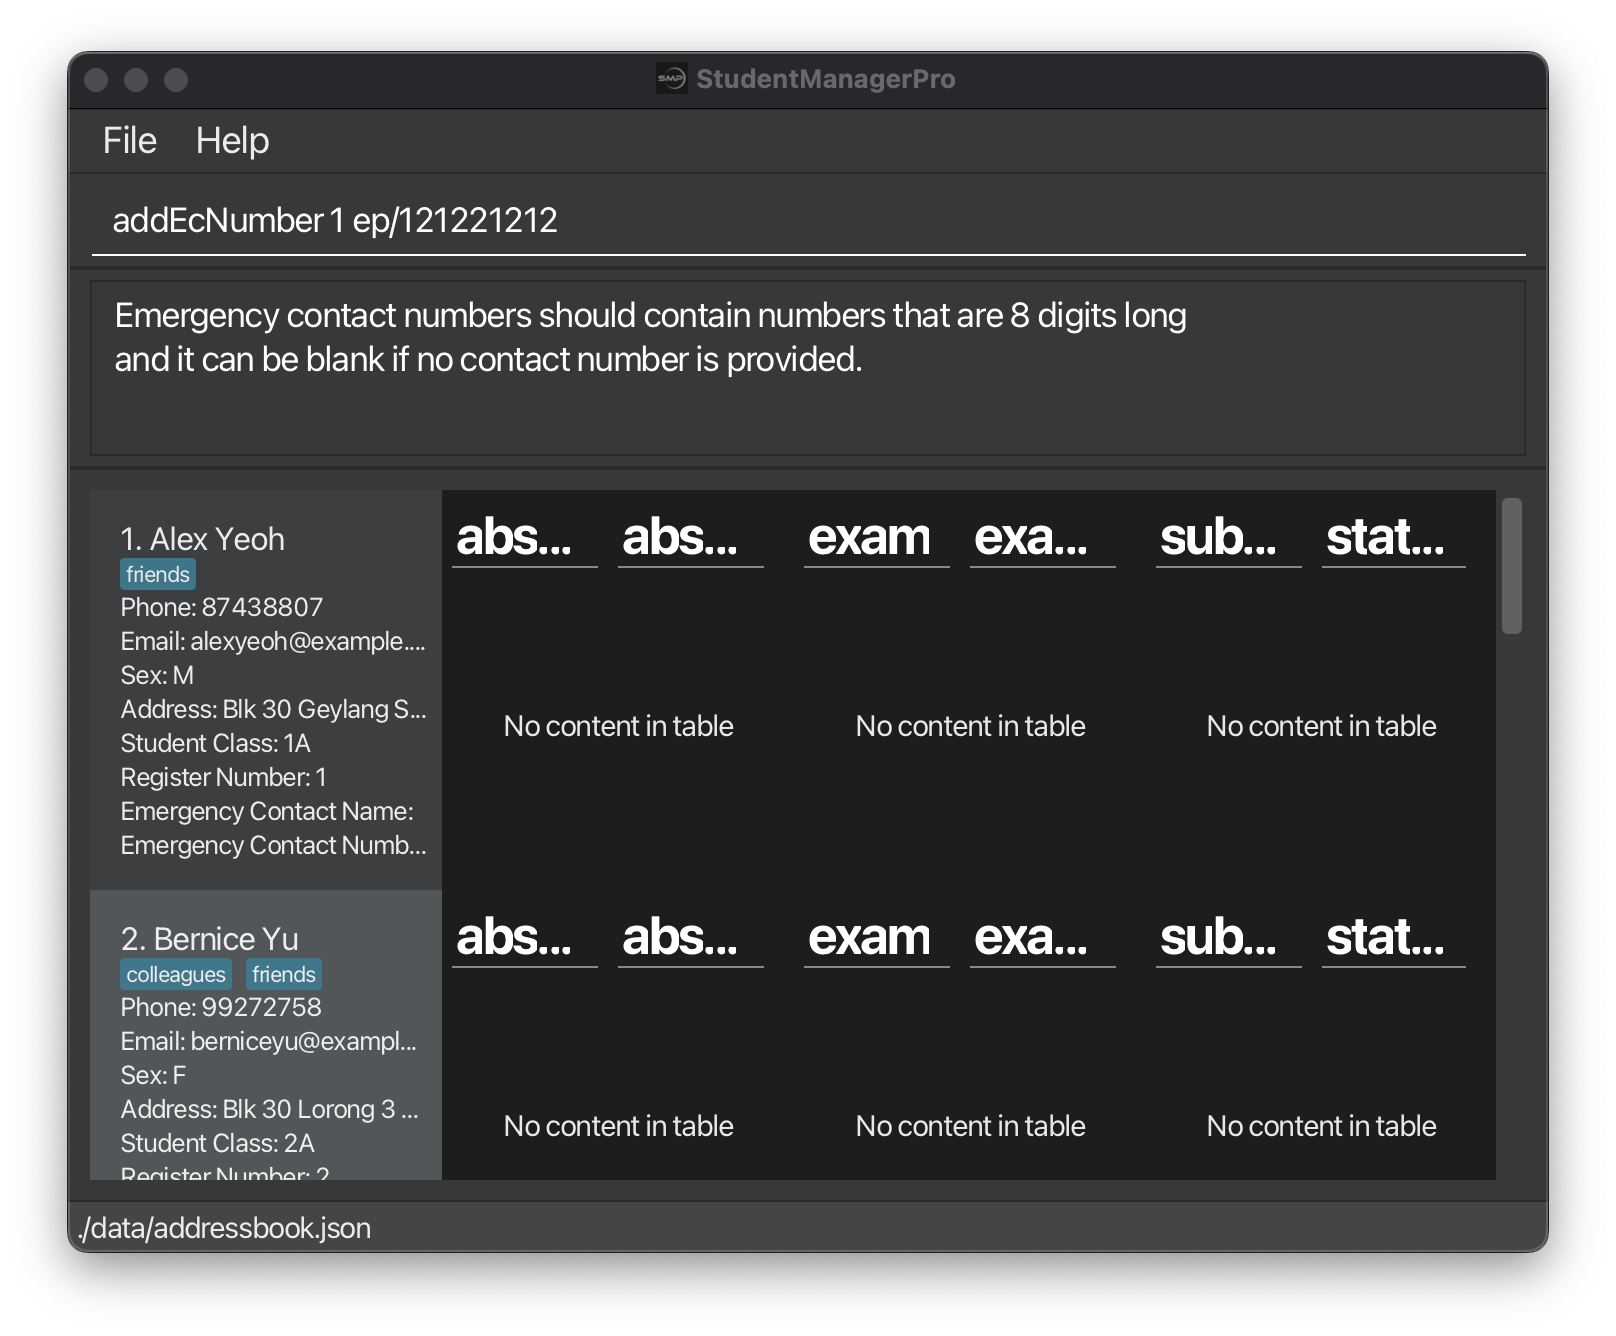 SMP StudentManagerPro
File Help
addEcNumber 1 ep/121221212
Emergency contact numbers should contain numbers that are 8 digits long
and it can be blank if no contact number is provided.
1. Alex Yeoh
friends
Phone: 87438807
Email: alexyeoh@example....
Sex: M
Address: Blk 30 Geylang S...
Student Class: 1A
Register Number: 1
Emergency Contact Name:
Emergency Contact Numb...
abs... abs... exam exa... sub... stat...
No content in table No content in table No content in table
2. Bernice Yu
colleagues friends
Phone: 99272758
Email: berniceyu@exampl...
Sex: F
Address: Blk 30 Lorong 3 ...
Student Class: 2A
Register Number: 2
abs... abs... exam exa... sub... stat...
No content in table No content in table No content in table
./data/addressbook.json